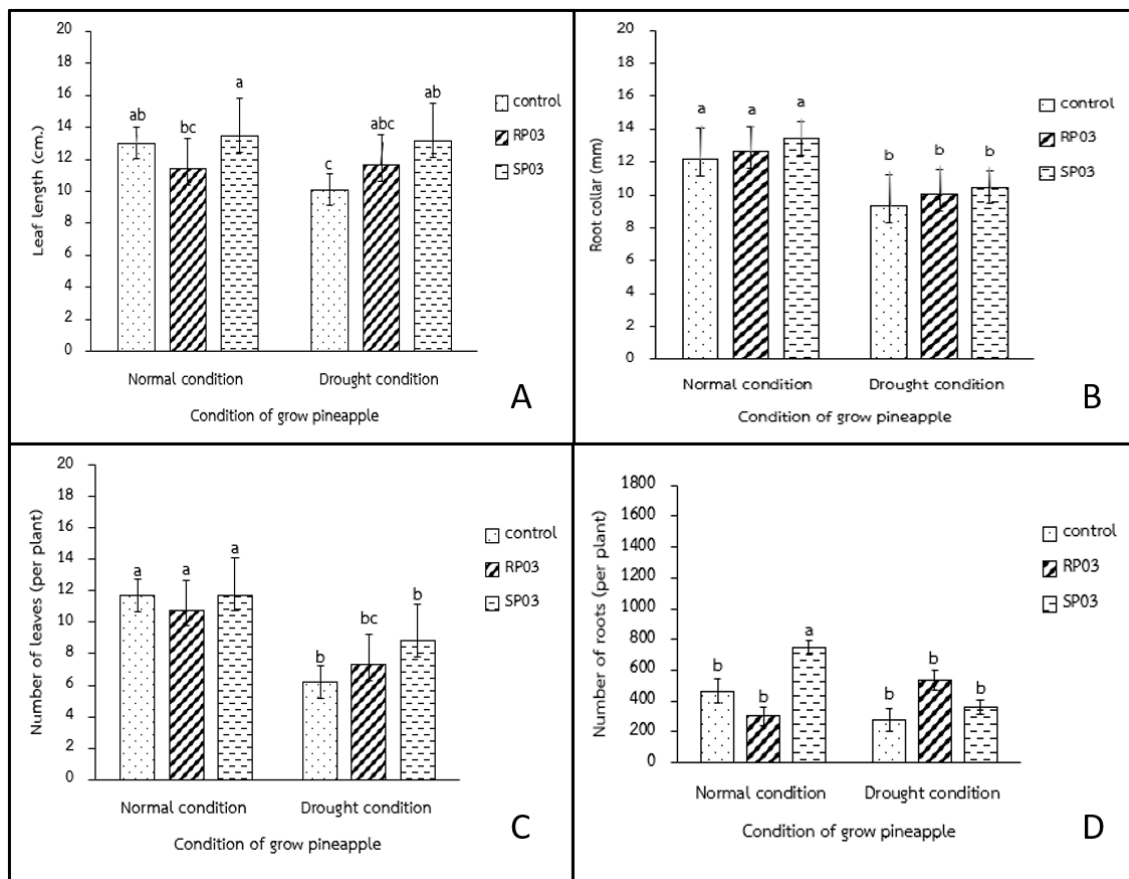 20
18
16
14
12
10
8
6
4
2
0
Leaf length (cm.)
ab
bc
a
c
abc
ab
control
RP03
SP03
Normal condition
Drought condition
Condition of grow pineapple
A
20
18
16
14
12
10
8
6
4
2
0
Root collar (mm)
a
a
a
b
b
b
control
RP03
SP03
Normal condition
Drought condition
Condition of grow pineapple
B
20
18
16
14
12
10
8
6
4
2
0
Number of leaves (per plant)
a
a
a
b
bc
b
control
RP03
SP03
Normal condition
Drought condition
Condition of grow pineapple
C
1800
1600
1400
1200
1000
800
600
400
200
0
Number of roots (per plant)
b
b
a
b
b
b
control
RP03
SP03
Normal condition
Drought condition
Condition of grow pineapple
D